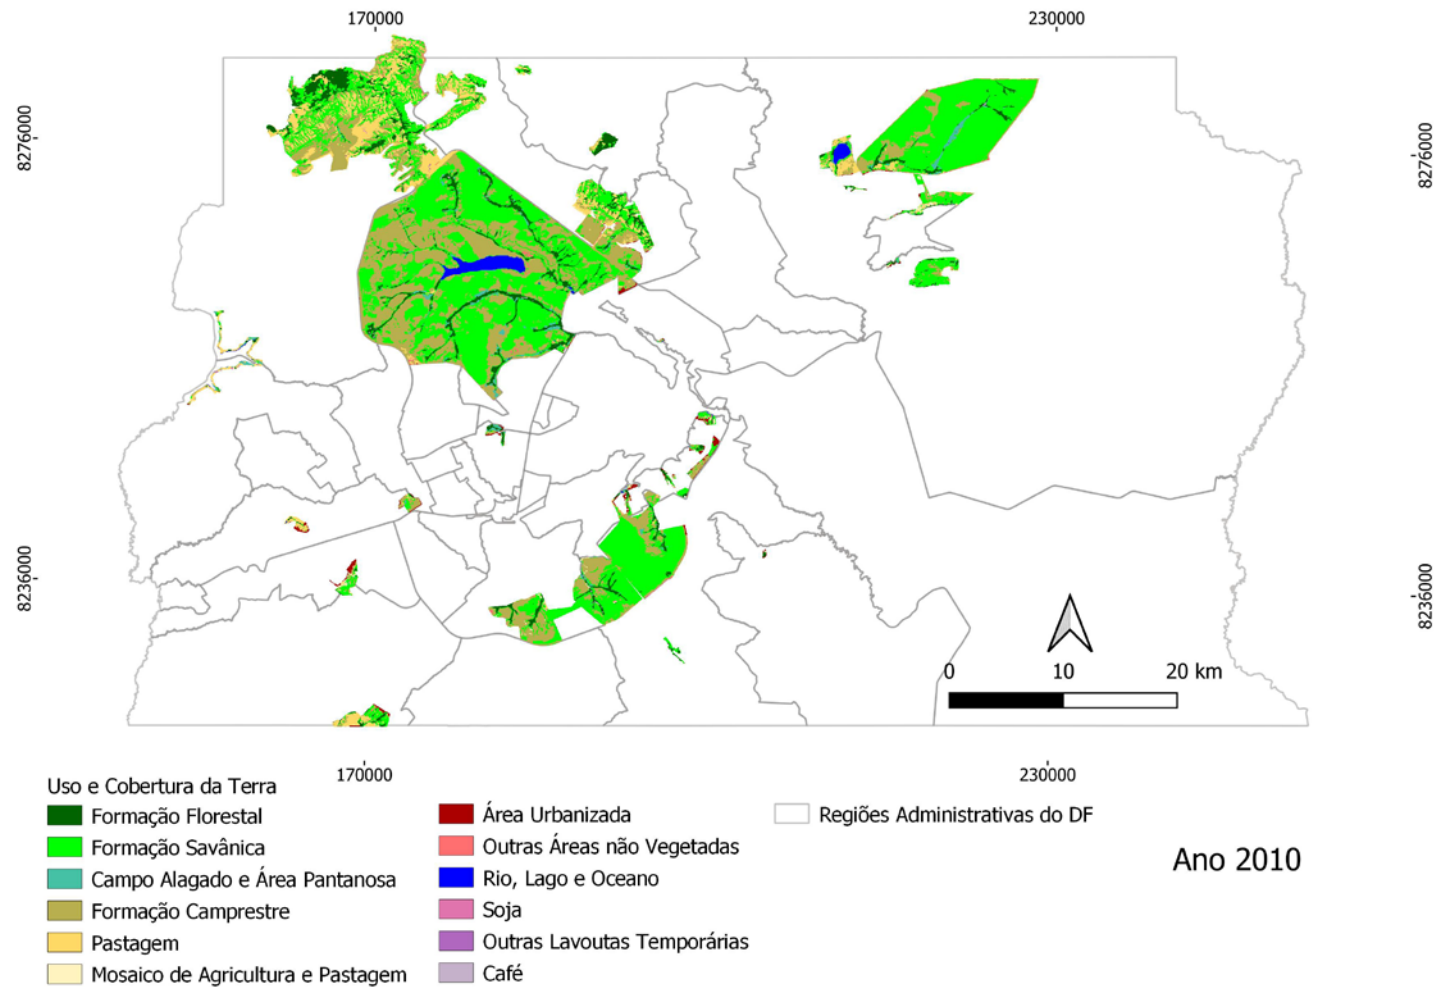 170000
230000
8276000
8276000
8236000
8236000
0
10
20 km
170000
230000
Uso e Cobertura da Terra
Formação Florestal
Formação Savânica
Campo Alagado e Área Pantanosa
Formação Camprestre
Pastagem
Mosaico de Agricultura e Pastagem
Área Urbanizada
Outras Áreas não Vegetadas
Rio, Lago e Oceano
Soja
Outras Lavoutas Temporárias
Café
Regiões Administrativas do DF
Ano 2010